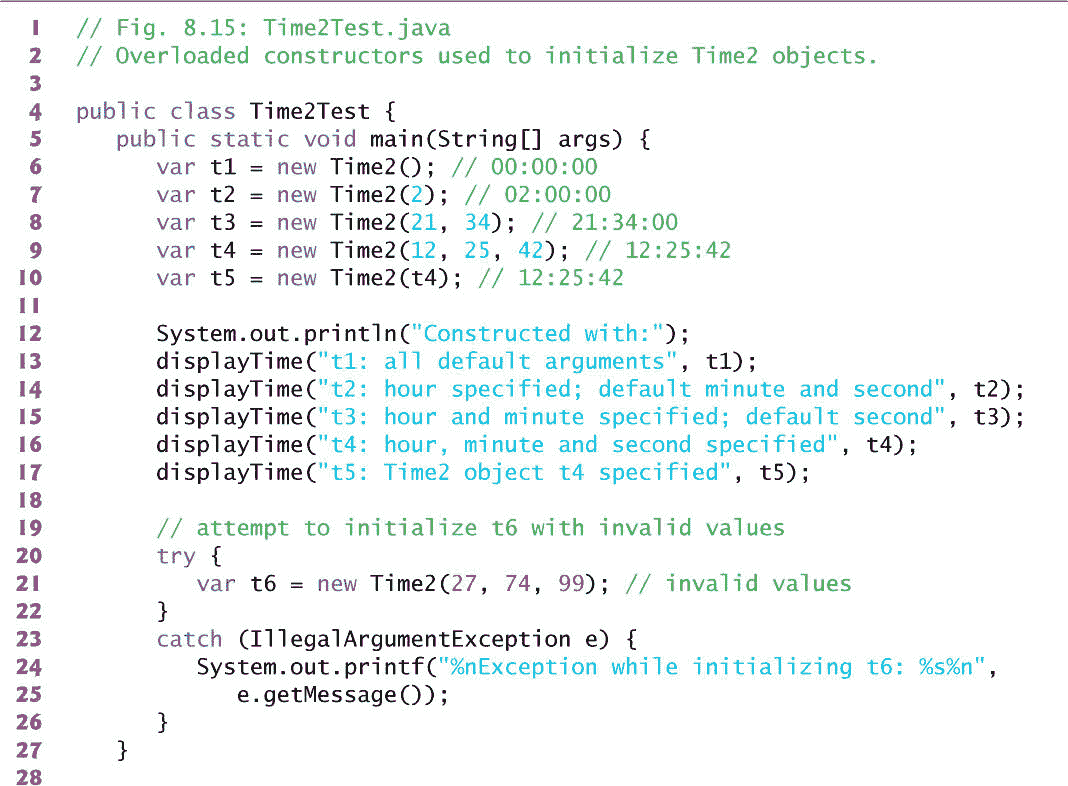 1 // Fig. 8.15: Time2Test.java
2 // Overloaded constructors used to initialize Time2 objects.
3
4 public class Time2Test {
5    public static void main(String[] args) {
6       var t1 = new Time2(); // 00:00:00
7       var t2 = new Time2(2); // 02:00:00
8       var t3 = new Time2(21, 34); // 21:34:00
9       var t4 = new Time2(12, 25, 42); // 12:25:42
10       var t5 = new Time2(t4); // 12:25:42
11
12       System.out.println("Constructed with:");
13       displayTime("t1: all default arguments", t1);
14       displayTime("t2: hour specified; default minute and second", t2);
15       displayTime("t3: hour and minute specified; default second", t3);
16       displayTime("t4: hour, minute and second specified", t4);
17       displayTime("t5: Time2 object t4 specified", t5);
18
19       // attempt to initialize t6 with invalid values
20       try {
21          var t6 = new Time2(27, 74, 99); // invalid values
22       }
23       catch (IllegalArgumentException e) {
24          System.out.printf("%nException while initializing t6: %s%n",
25             e.getMessage());
26       }
27    }
28